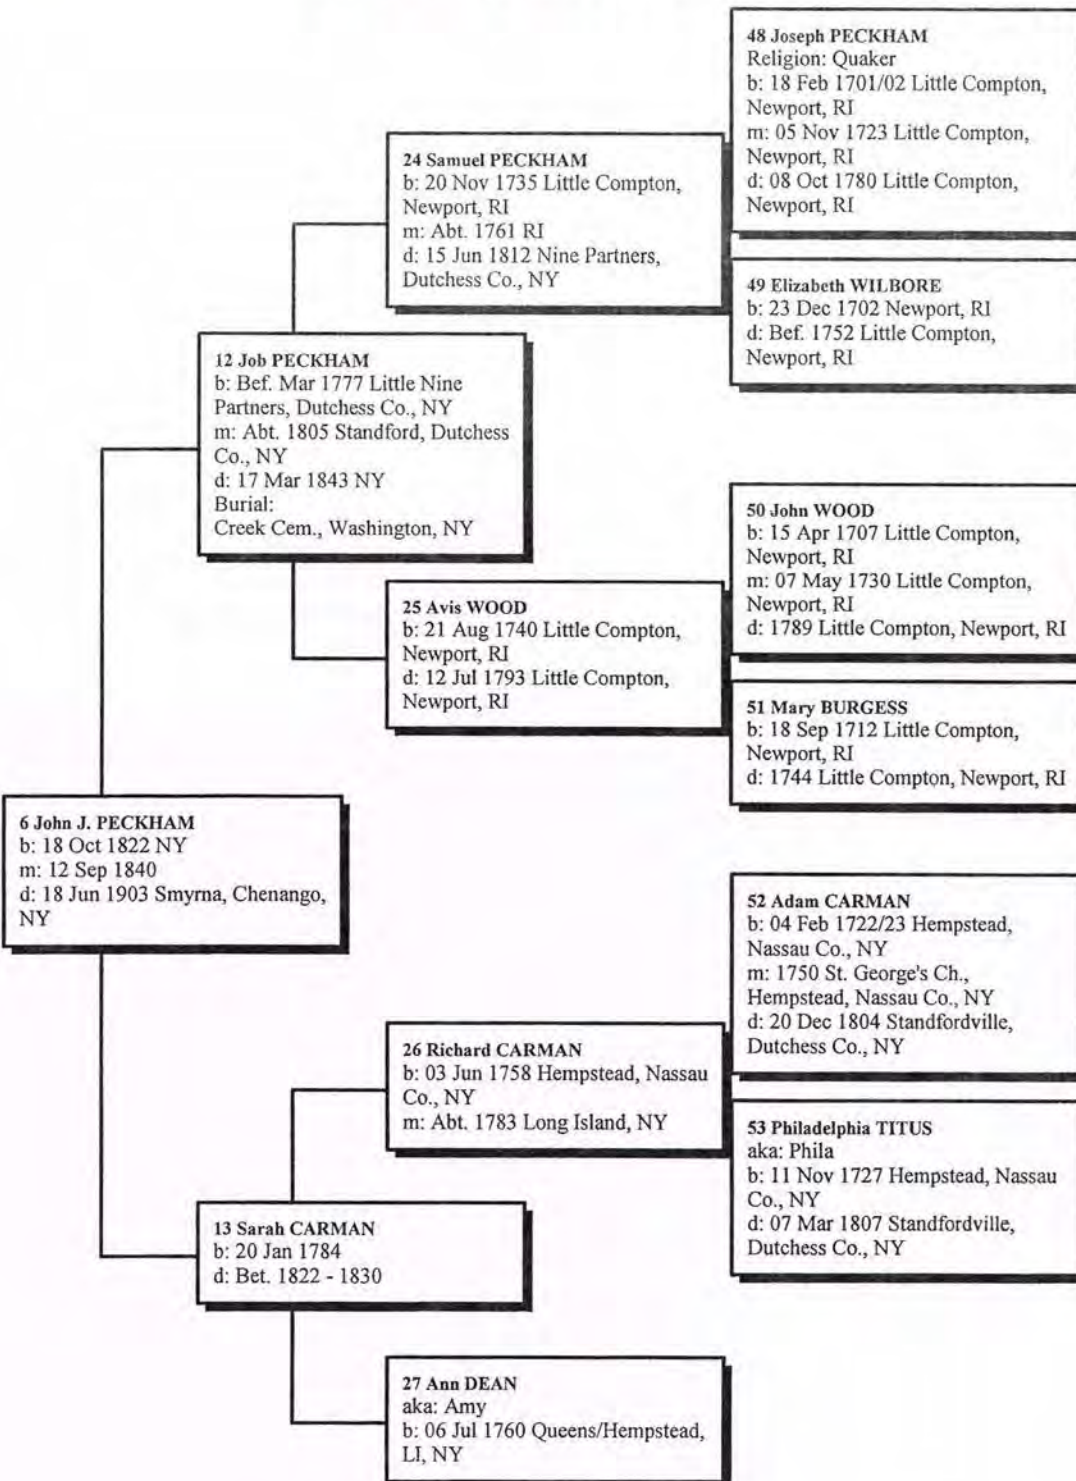 48 Joseph PECKHAM
Religion: Quaker
b: 18 Feb 1701/02 Little Compton,
Newport, RI
m: 05 Nov 1723 Little Compton,
Newport, RI
d: 08 Oct 1780 Little Compton,
Newport, RI
24 Samuel PECKHAM
b: 20 Nov 1735 Little Compton,
Newport, RI
m: Abt. 1761 RI
d: 15 Jun 1812 Nine Partners,
Dutchess Co., NY
49 Elizabeth WILBORE
b: 23 Dec 1702 Newport, RI
d: Bef. 1752 Little Compton,
Newport, RI
12 Job PECKHAM
b: Bef. Mar 1777 Little Nine
Partners, Dutchess Co., NY
m: Abt. 1805 Standford, Dutchess
Co., NY
d: 17 Mar 1843 NY
Burial:
Creek Cem., Washington, NY
50 John WOOD
b: 15 Apr 1707 Little Compton,
Newport, RI
m: 07 May 1730 Little Compton,
Newport, RI
d: 1789 Little Compton, Newport, RI
25 Avis WOOD
b: 21 Aug 1740 Little Compton,
Newport, RI
d: 12 Jul 1793 Little Compton,
Newport, RI
51 Mary BURGESS
b: 18 Sep 1712 Little Compton,
Newport, RI
d: 1744 Little Compton, Newport, RI
6 John J. PECKHAM
b: 18 Oct 1822 NY
m: 12 Sep 1840
d: 18 Jun 1903 Smyrna, Chenango,
NY
52 Adam CARMAN
b: 04 Feb 1722/23 Hempstead,
Nassau Co., NY
m: 1750 St. George's Ch.,
Hempstead, Nassau Co., NY
d: 20 Dec 1804 Standfordville,
Dutchess Co., NY
26 Richard CARMAN
b: 03 Jun 1758 Hempstead, Nassau
Co., NY
m: Abt. 1783 Long Island, NY
53 Philadelphia TITUS
aka: Phila
b: 11 Nov 1727 Hempstead, Nassau
Co., NY
d: 07 Mar 1807 Standfordville,
Dutchess Co., NY
13 Sarah CARMAN
b: 20 Jan 1784
d: Bet. 1822 - 1830
27 Ann DEAN
aka: Amy
b: 06 Jul 1760 Queens/Hempstead,
LI, NY